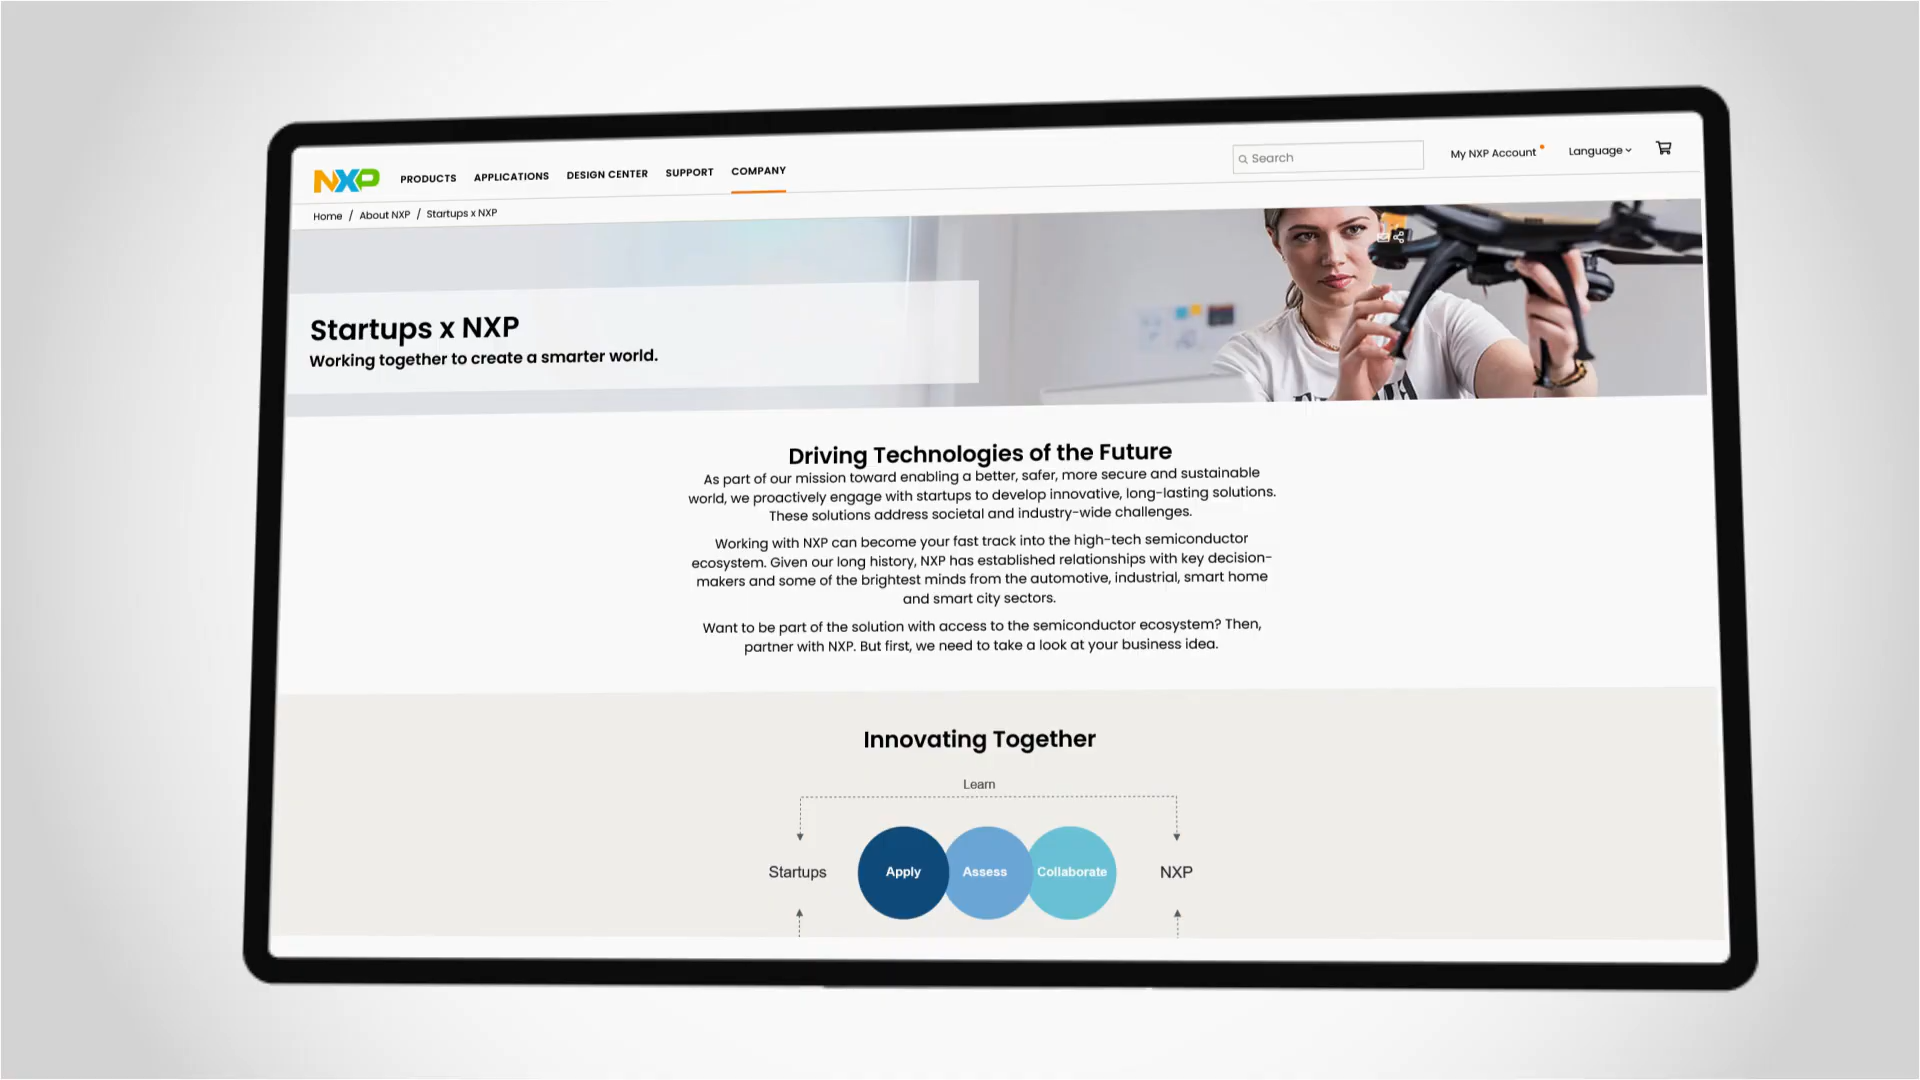 NXP
PRODUCTS APPLICATIONS DESIGN CENTER SUPPORT COMPANY
Search
My NXP Account
Language
Home / About NXP / Startups x NXP
Startups x NXP
Working together to create a smarter world.
Driving Technologies of the Future
As part of our mission toward enabling a better, safer, more secure and sustainable
world, we proactively engage with startups to develop innovative, long-lasting solutions.
These solutions address societal and industry-wide challenges.
Working with NXP can become your fast track into the high-tech semiconductor
ecosystem. Given our long history, NXP has established relationships with key decision-
makers and some of the brightest minds from the automotive, industrial, smart home
and smart city sectors.
Want to be part of the solution with access to the semiconductor ecosystem? Then,
partner with NXP. But first, we need to take a look at your business idea.
Innovating Together
Learn
Startups
Apply
Assess
Collaborate
NXP